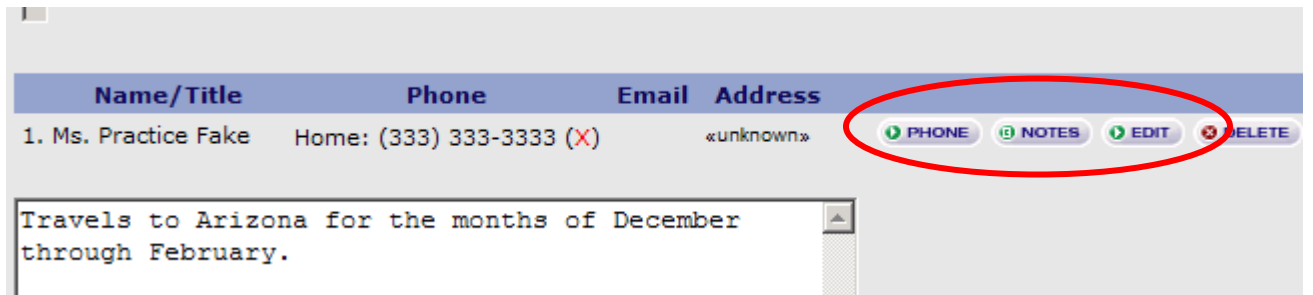 Name/Title Phone Email Address
1. Ms. Practice Fake Home: (333) 333-3333 (X) «unknown» PHONE NOTES EDIT DELETE
Travels to Arizona for the months of December
through February.